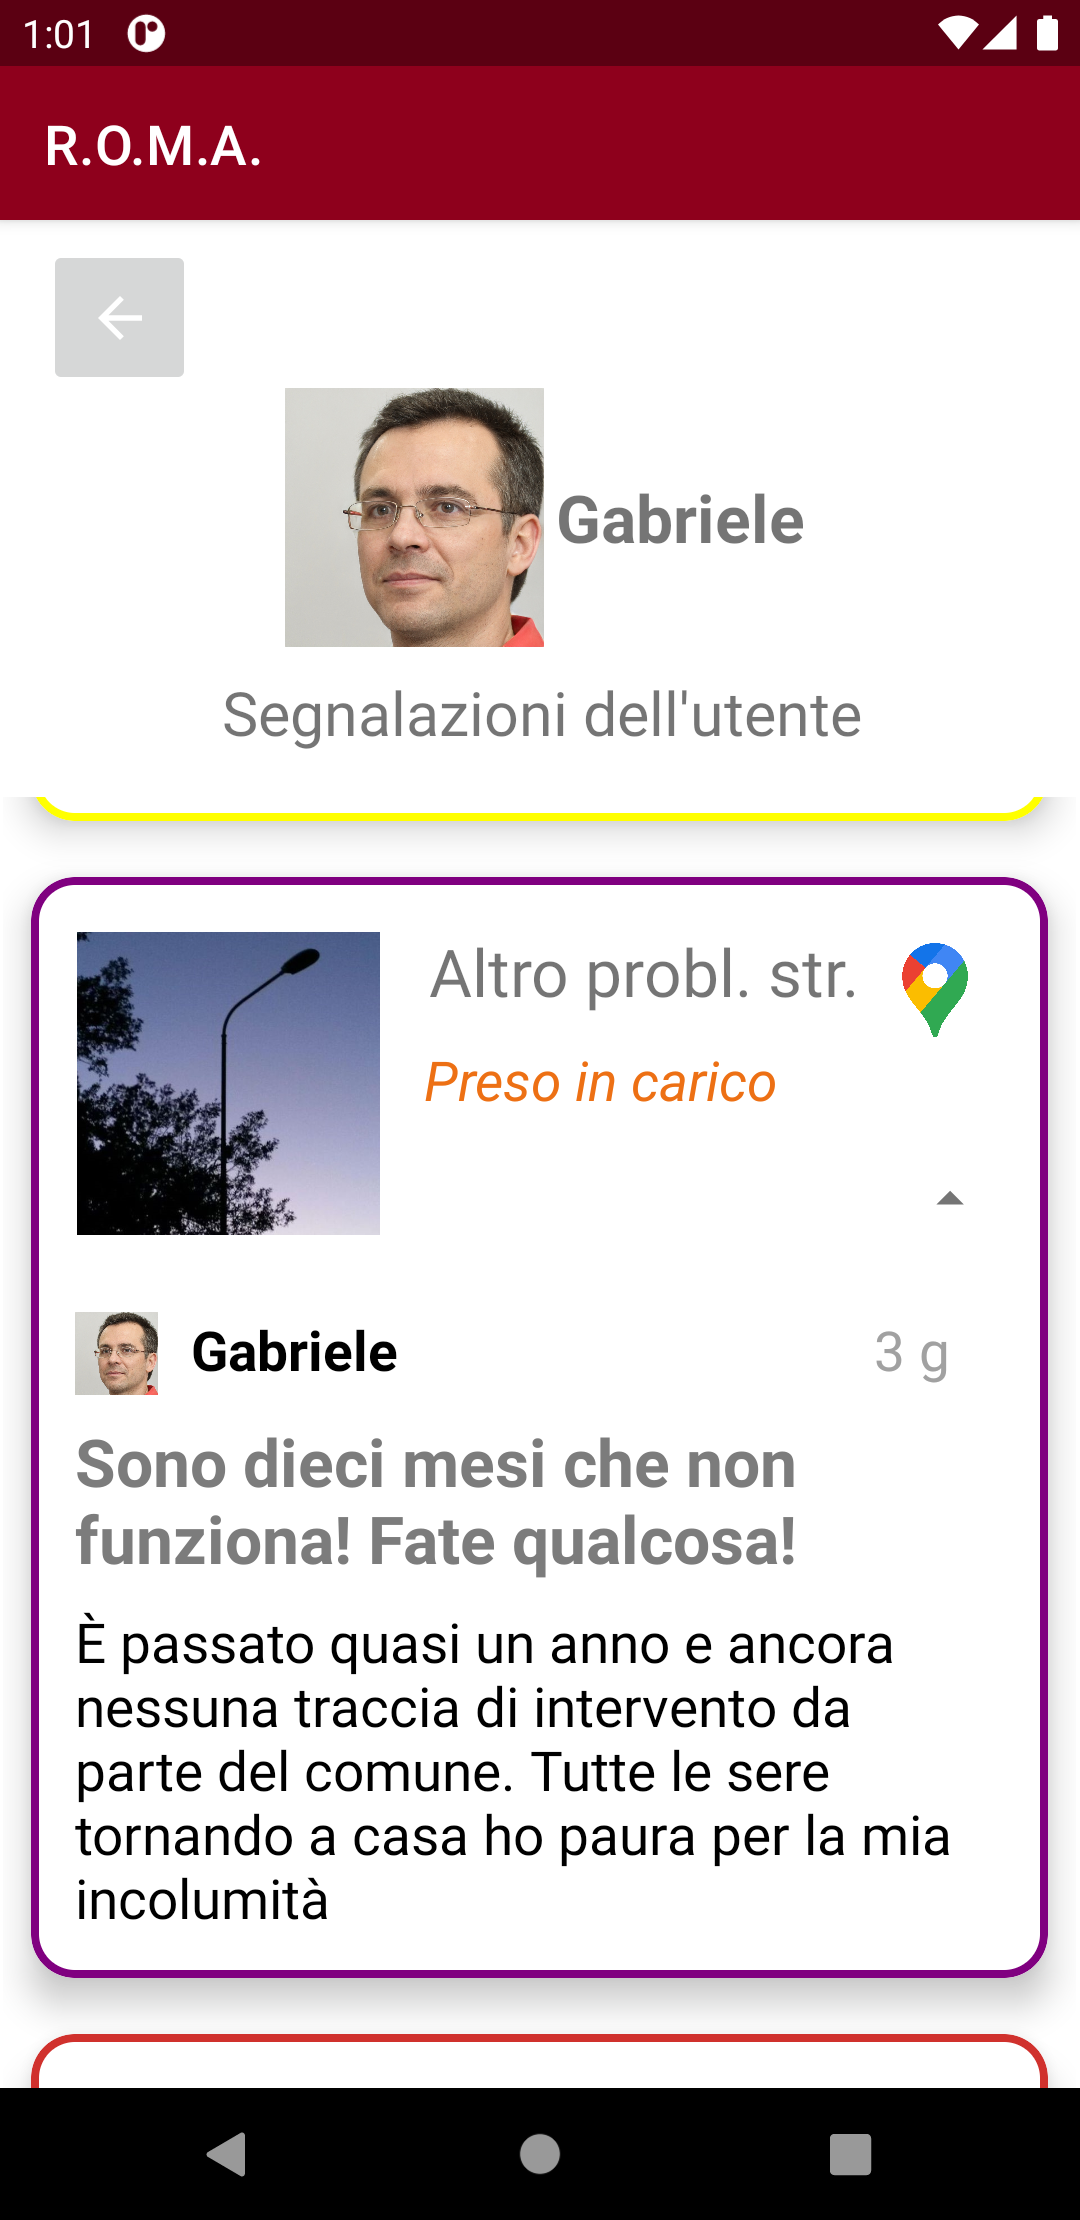 1:01
R.O.M.A.
Gabriele
Segnalazioni dell'utente
Altro probl. str.
Preso in carico
Gabriele
3 g
Sono dieci mesi che non
funziona! Fate qualcosa!
È passato quasi un anno e ancora
nessuna traccia di intervento da
parte del comune. Tutte le sere
tornando a casa ho paura per la mia
incolumità